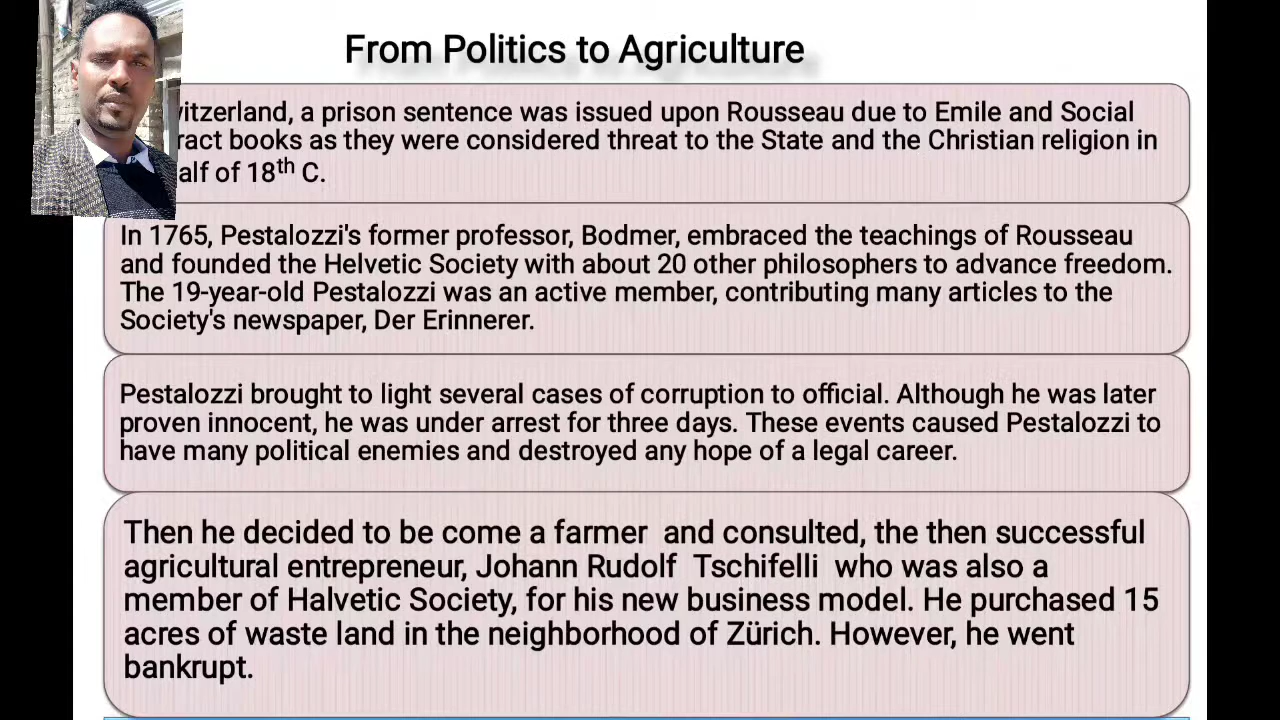 From Politics to Agriculture
witzerland, a prison sentence was issued upon Rousseau due to Emile and Social
ract books as they were considered threat to the State and the Christian religion in
alf of 18th C.
In 1765, Pestalozzi's former professor, Bodmer, embraced the teachings of Rousseau
and founded the Helvetic Society with about 20 other philosophers to advance freedom.
The 19-year-old Pestalozzi was an active member, contributing many articles to the
Society's newspaper, Der Erinnerer.
Pestalozzi brought to light several cases of corruption to official. Although he was later
proven innocent, he was under arrest for three days. These events caused Pestalozzi to
have many political enemies and destroyed any hope of a legal career.
Then he decided to be come a farmer and consulted, the then successful
agricultural entrepreneur, Johann Rudolf Tschifelli who was also a
member of Halvetic Society, for his new business model. He purchased 15
acres of waste land in the neighborhood of Zürich. However, he went
bankrupt.